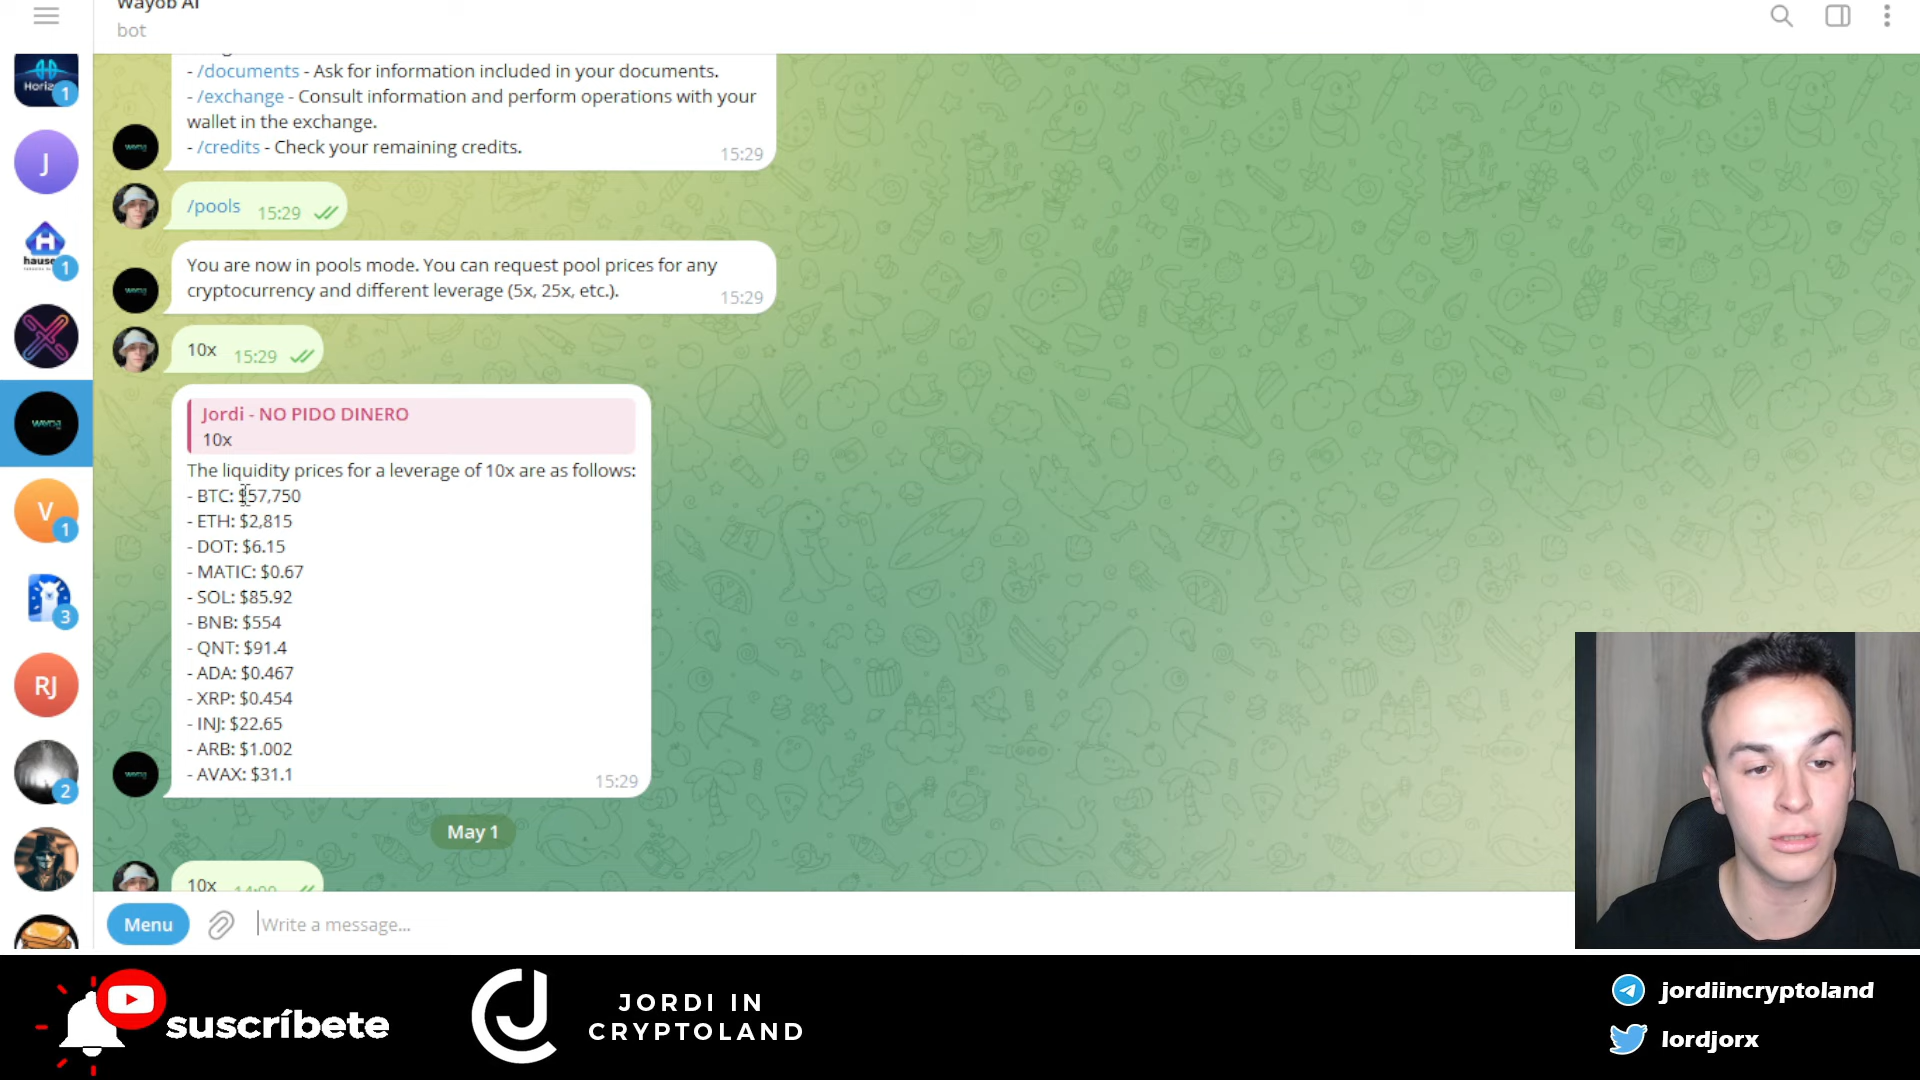 Wayob AI
bot
- /documents - Ask for information included in your documents.
- /exchange - Consult information and perform operations with your
wallet in the exchange.
- /credits - Check your remaining credits.
15:29
/pools 15:29
You are now in pools mode. You can request pool prices for any
cryptocurrency and different leverage (5x, 25x, etc.).
15:29
10x 15:29
Jordi - NO PIDO DINERO
10x
The liquidity prices for a leverage of 10x are as follows:
- BTC: $57,750
- ETH: $2,815
- DOT: $6.15
- MATIC: $0.67
- SOL: $85.92
- BNB: $554
- QNT: $91.4
- ADA: $0.467
- XRP: $0.454
- INJ: $22.65
- ARB: $1.002
- AVAX: $31.1
15:29
May 1
10x
Menu
Write a message...
1
J
1
V
1
3
RJ
2
suscríbete
JORDI IN
CRYPTOLAND
jordiincryptoland
lordjorx